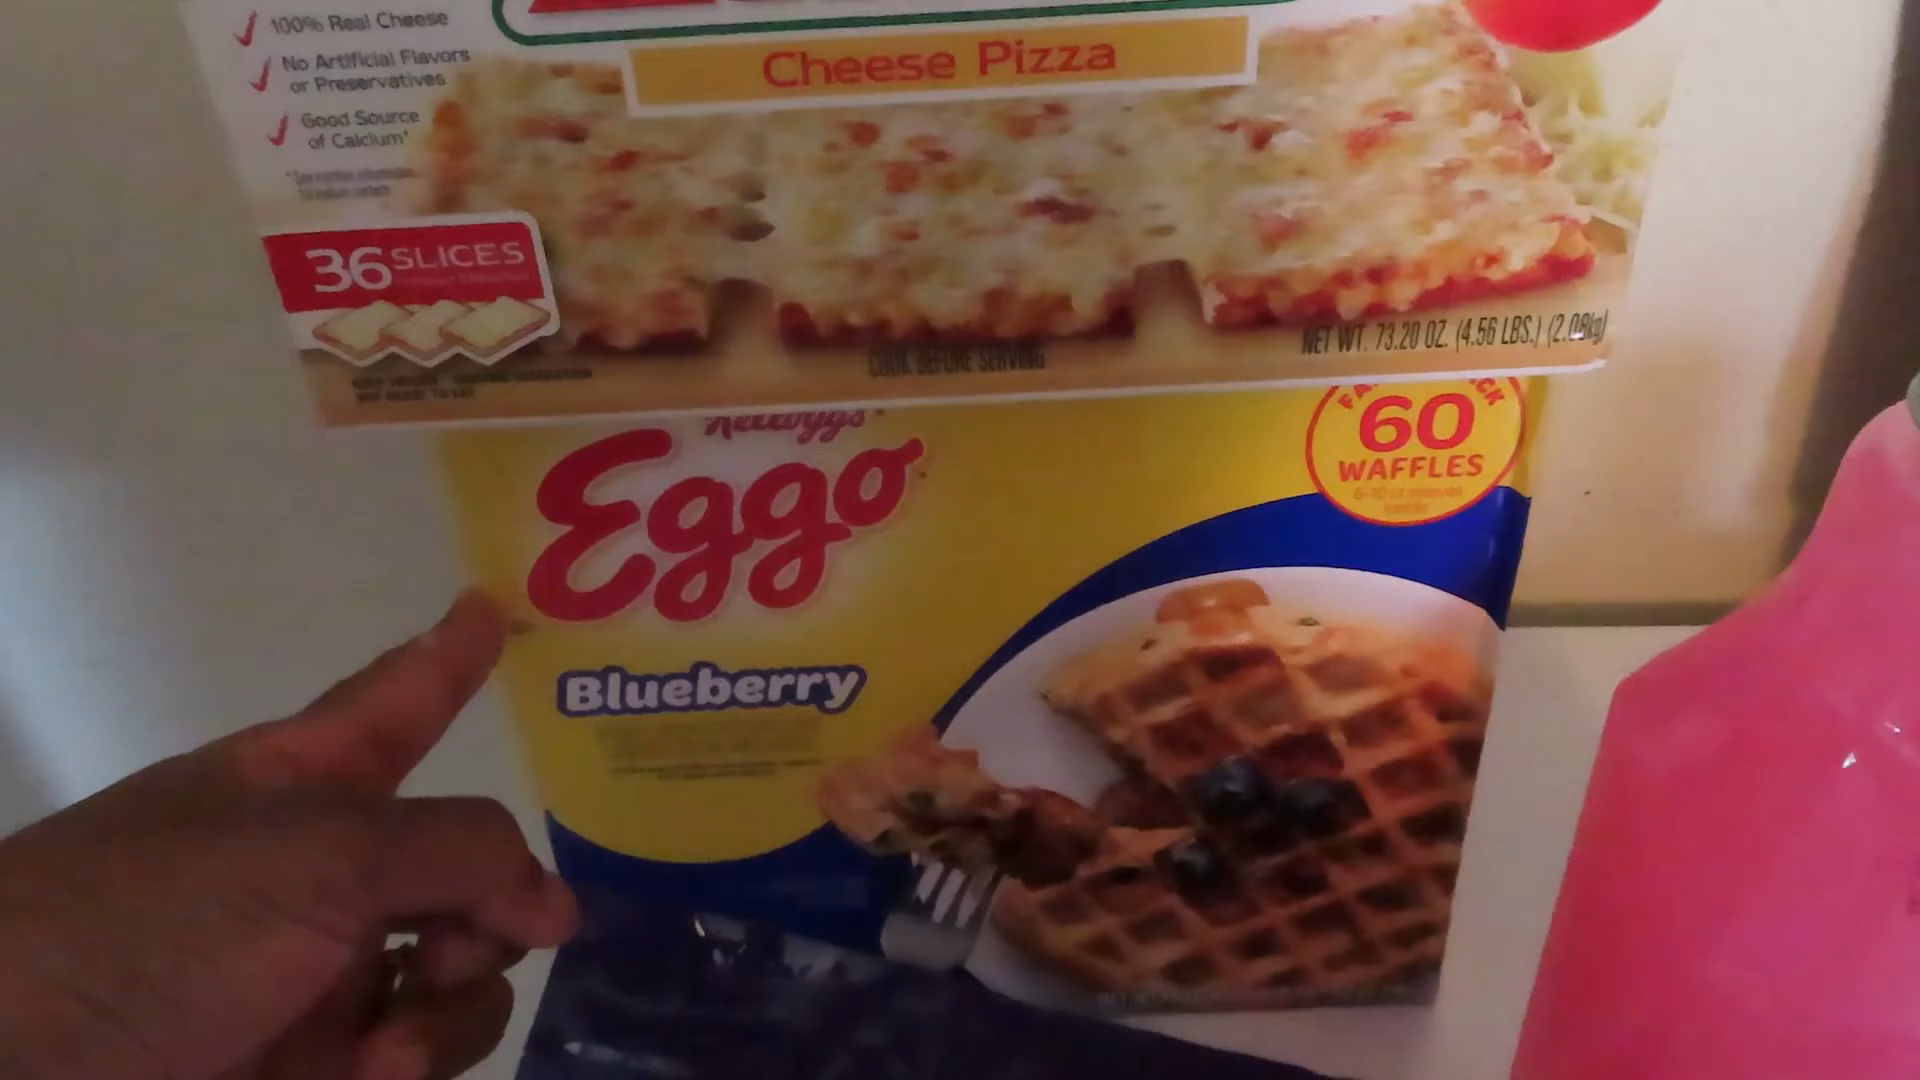 100% Real Cheese
No Artificial Flavors
or Preservatives
Good Source
of Calcium*
Cheese Pizza
36 SLICES
NET WT. 73.20 OZ. (4.56 LBS.) (2.08kg)
COOK BEFORE SERVING
Kellogg's
Eggo
60
WAFFLES
Blueberry